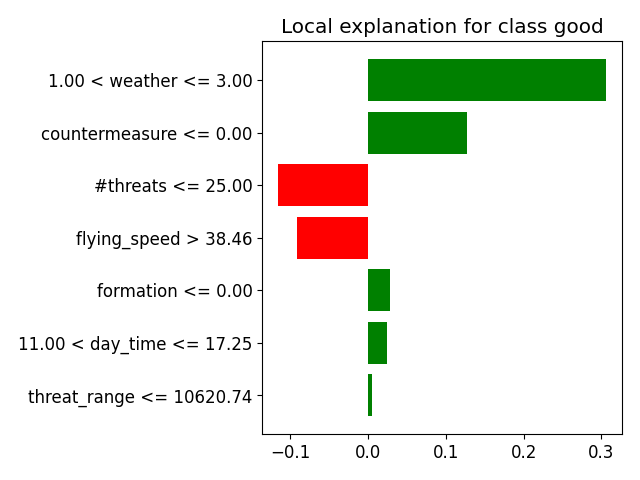 Local explanation for class good
1.00 < weather <= 3.00
countermeasure <= 0.00
#threats <= 25.00
flying_speed > 38.46
formation <= 0.00
11.00 < day_time <= 17.25
threat_range <= 10620.74
−0.1 0.0 0.1 0.2 0.3